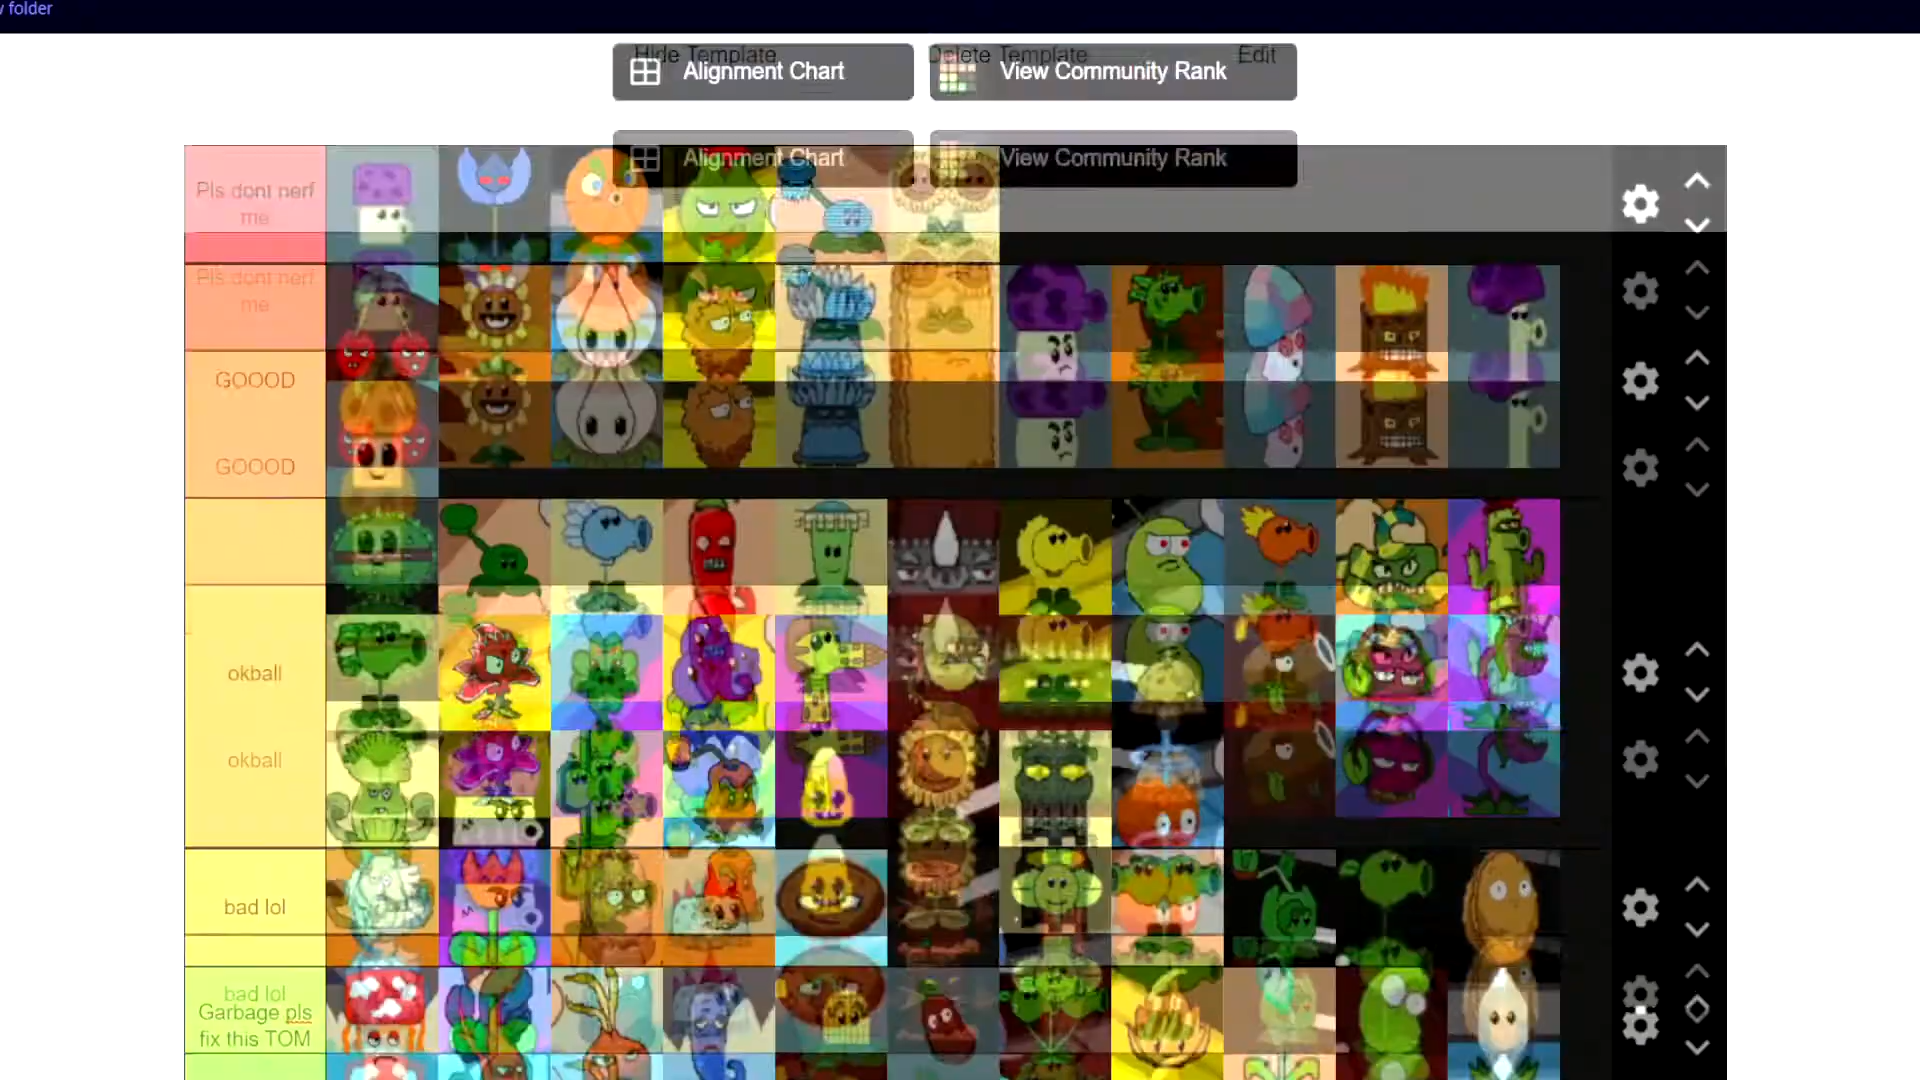 v folder
Hide Template
Delete Template
Edit
Alignment Chart
View Community Rank
Alignment Chart
View Community Rank
Pls dont nerf
me
Pls dont nerf
me
GOOOD
GOOOD
okball
okball
bad lol
bad lol
Garbage pls
fix this TOM